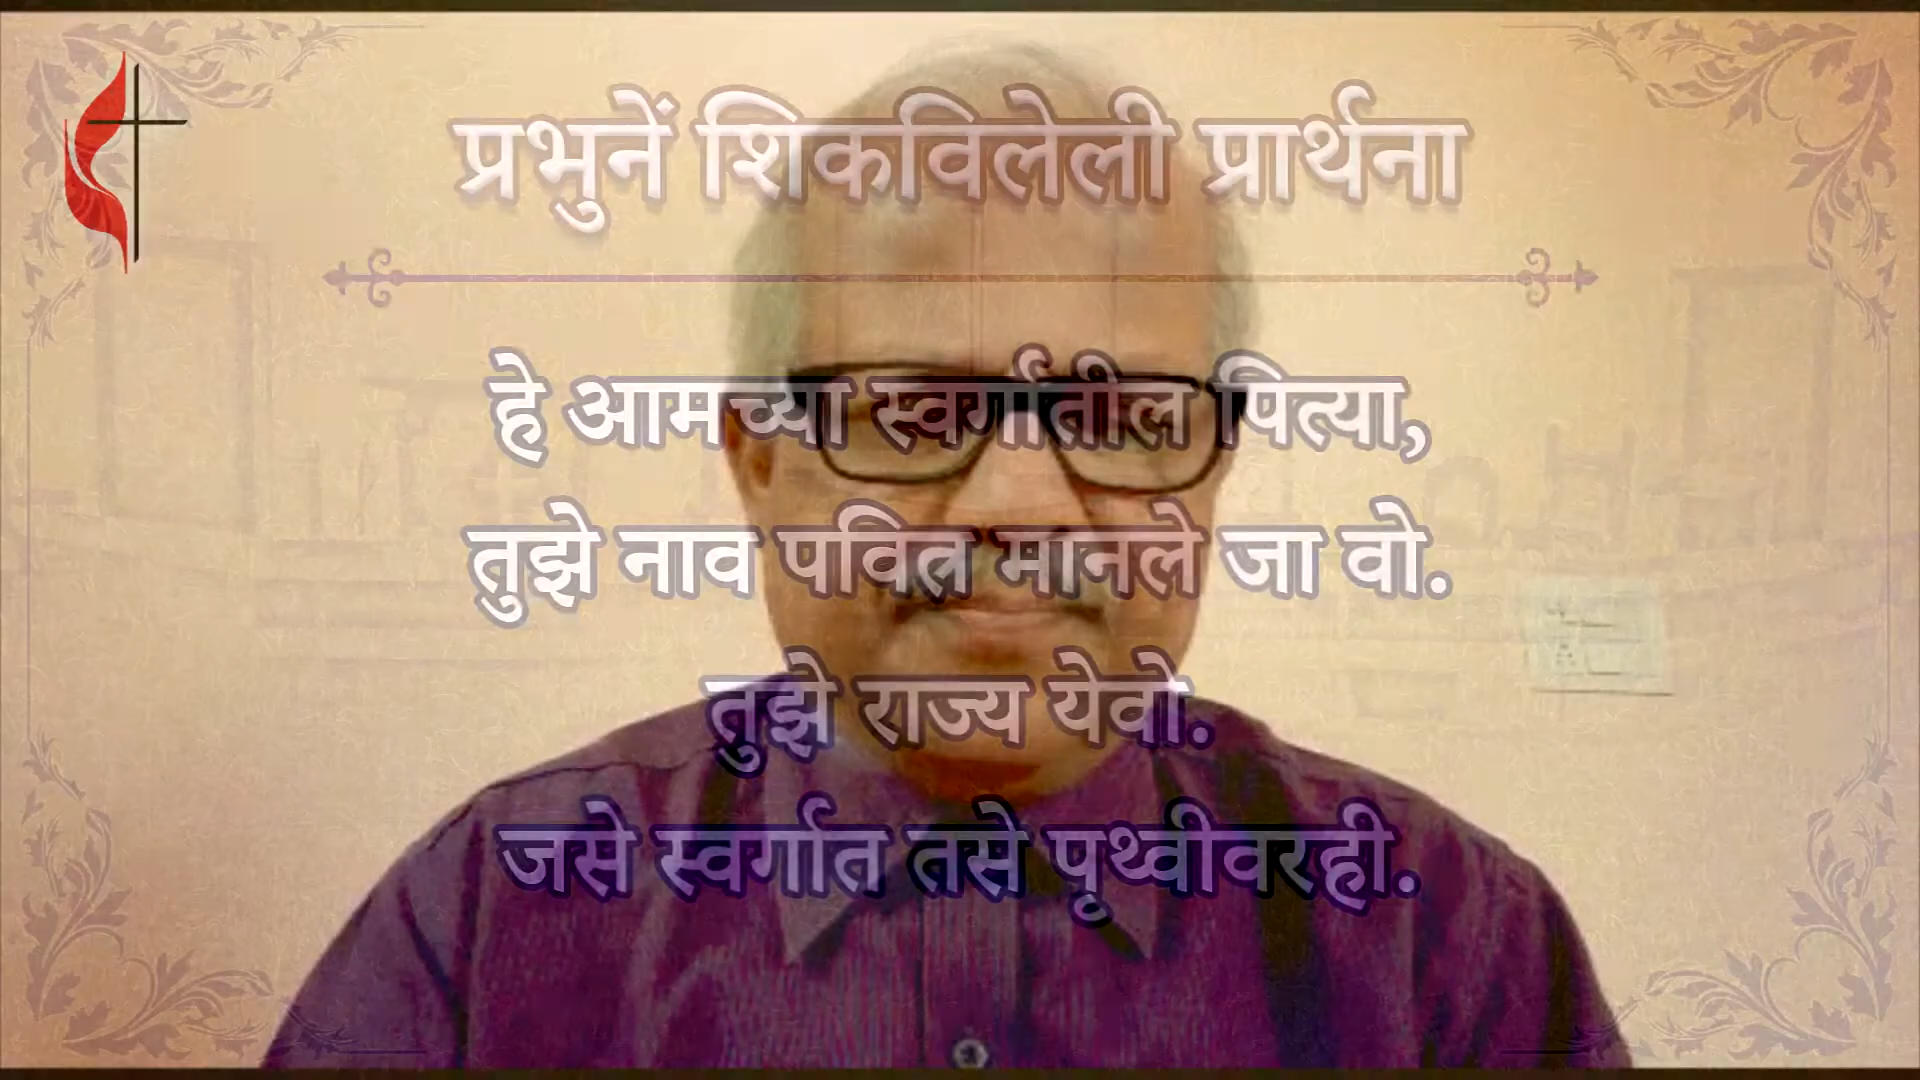 प्रभुनें शिकविलेली प्रार्थना
हे आमच्या स्वर्गातील पित्या,
तुझे नाव पवित्र मानले जा वो.
तुझे राज्य येवो.
जसे स्वर्गात तसे पृथ्वीवरही.